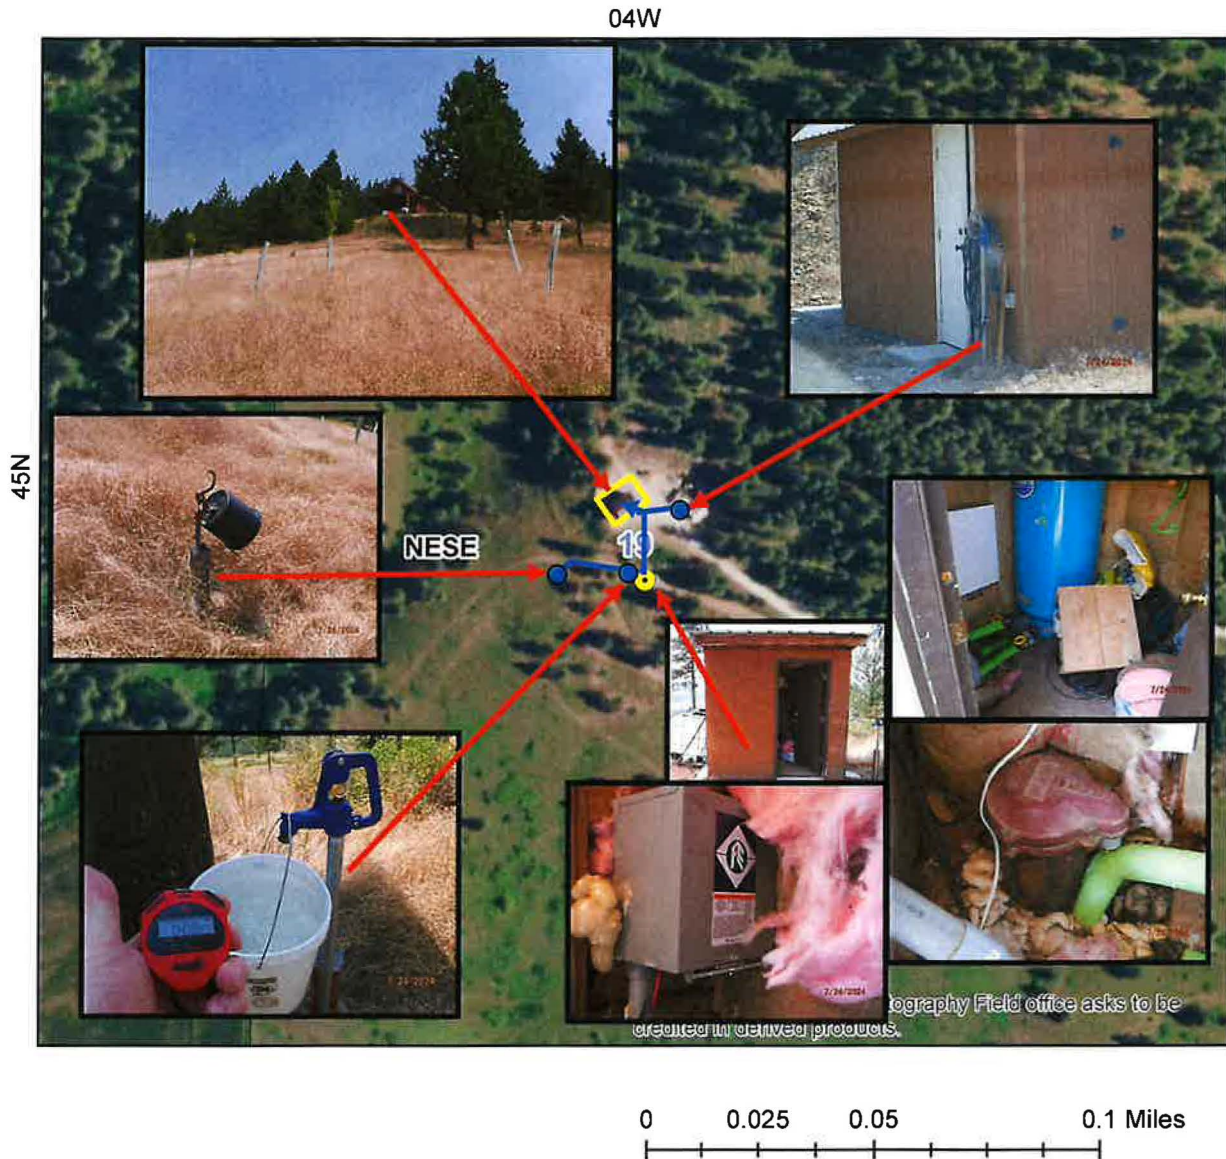 04W
45N
7/24/2024
NESE
19
7/24/2024
7/24/2024
ography Field office asks to be
credited in derived products.
0 0.025 0.05 0.1 Miles